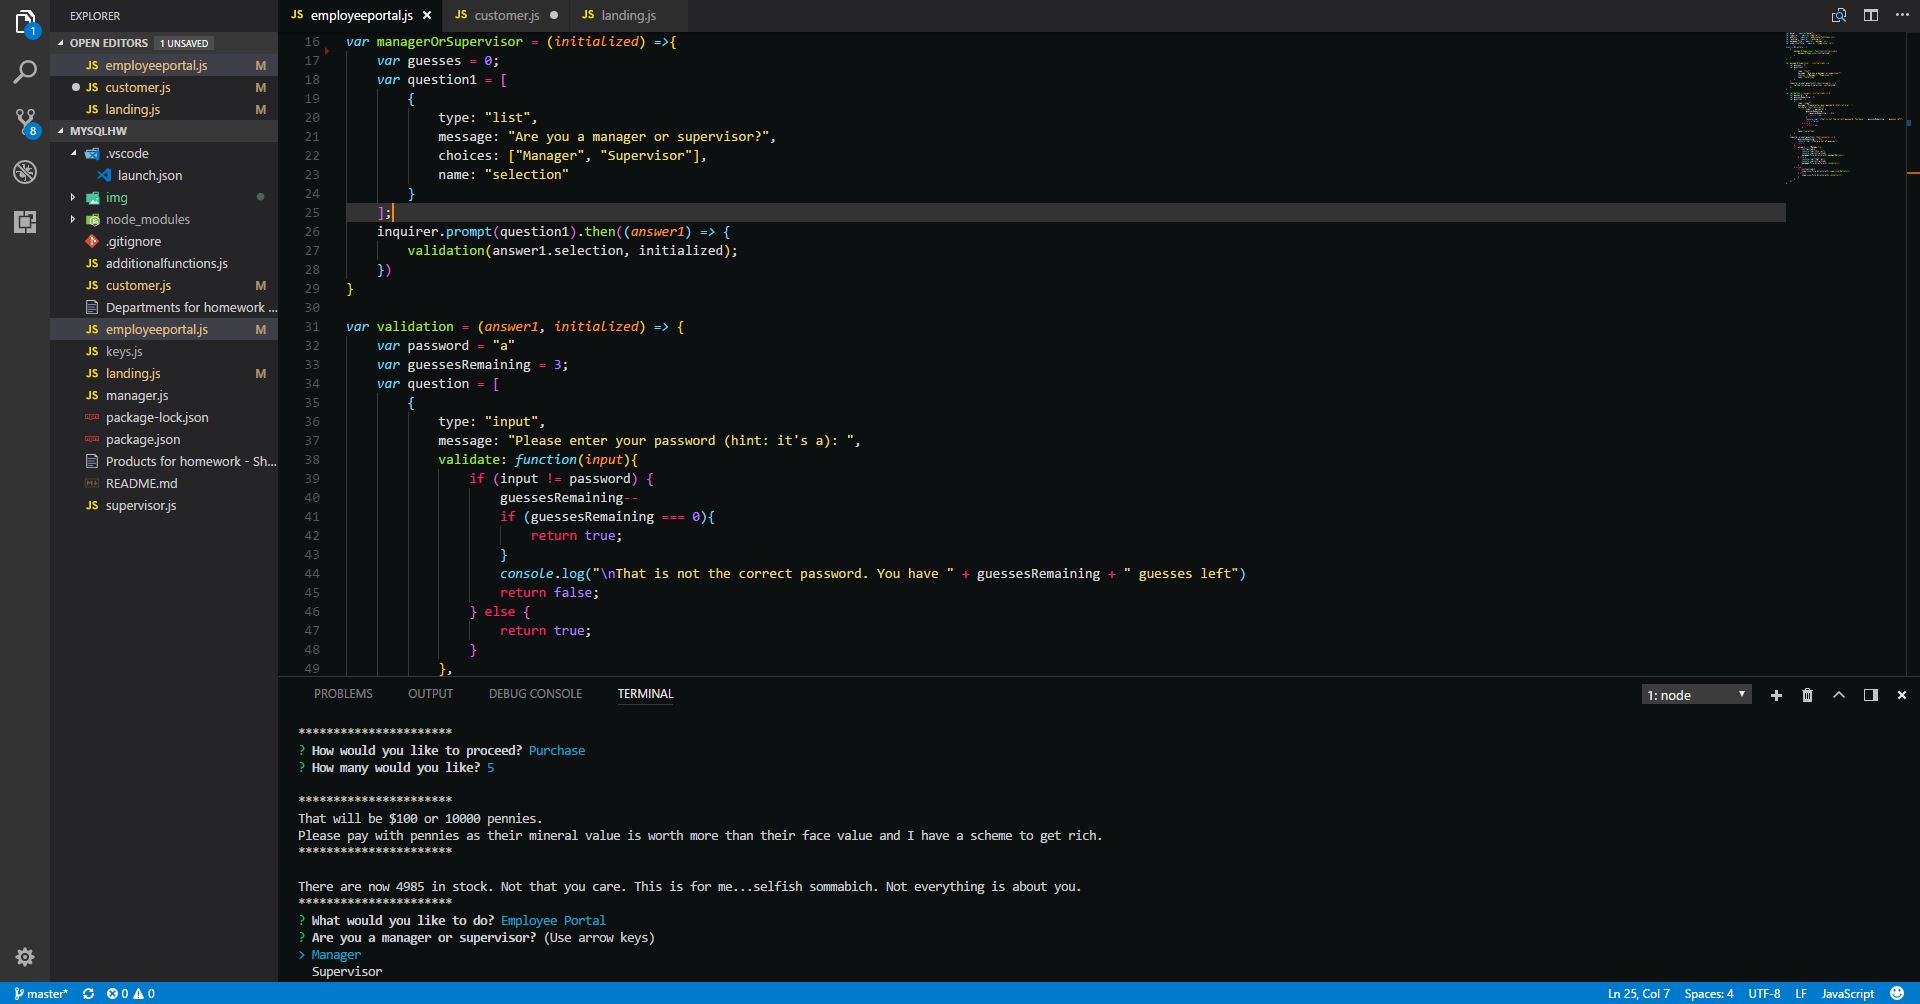 EXPLORER
OPEN EDITORS 1 UNSAVED
JS employeeportal.js M
JS customer.js M
JS landing.js M
MYSQLHW
.vscode
launch.json
img
node_modules
.gitignore
JS additionalfunctions.js
JS customer.js M
Departments for homework ...
JS employeeportal.js M
JS keys.js
JS landing.js M
JS manager.js
package-lock.json
package.json
Products for homework - Sh...
README.md
JS supervisor.js
1
8
JS employeeportal.js × JS customer.js ● JS landing.js
16 var managerOrSupervisor = (initialized) =>{
17 var guesses = 0;
18 var question1 = [
19 {
20 type: "list",
21 message: "Are you a manager or supervisor?",
22 choices: ["Manager", "Supervisor"],
23 name: "selection"
24 }
25 ];
26 inquirer.prompt(question1).then((answer1) => {
27 validation(answer1.selection, initialized);
28 })
29 }
30
31 var validation = (answer1, initialized) => {
32 var password = "a"
33 var guessesRemaining = 3;
34 var question = [
35 {
36 type: "input",
37 message: "Please enter your password (hint: it's a): ",
38 validate: function(input){
39 if (input != password) {
40 guessesRemaining--
41 if (guessesRemaining === 0){
42 return true;
43 }
44 console.log("\nThat is not the correct password. You have " + guessesRemaining + " guesses left")
45 return false;
46 } else {
47 return true;
48 }
49 },
PROBLEMS OUTPUT DEBUG CONSOLE TERMINAL 1: node
**********************
? How would you like to proceed? Purchase
? How many would you like? 5
**********************
That will be $100 or 10000 pennies.
Please pay with pennies as their mineral value is worth more than their face value and I have a scheme to get rich.
**********************
There are now 4985 in stock. Not that you care. This is for me...selfish sommabich. Not everything is about you.
**********************
? What would you like to do? Employee Portal
? Are you a manager or supervisor? (Use arrow keys)
> Manager
Supervisor
master* 0 0 Ln 25, Col 7 Spaces: 4 UTF-8 LF JavaScript